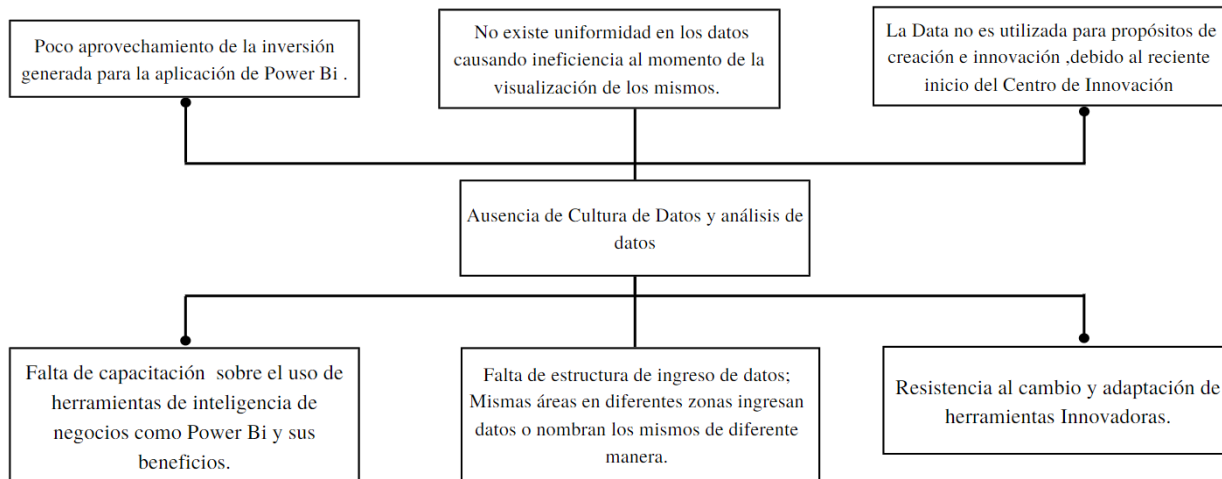 Poco aprovechamiento de la inversión
generada para la aplicación de Power Bi .
No existe uniformidad en los datos
causando ineficiencia al momento de la
visualización de los mismos.
La Data no es utilizada para propósitos de
creación e innovación ,debido al reciente
inicio del Centro de Innovación
Ausencia de Cultura de Datos y análisis de
datos
Falta de capacitación sobre el uso de
herramientas de inteligencia de
negocios como Power Bi y sus
beneficios.
Falta de estructura de ingreso de datos;
Mismas áreas en diferentes zonas ingresan
datos o nombran los mismos de diferente
manera.
Resistencia al cambio y adaptación de
herramientas Innovadoras.